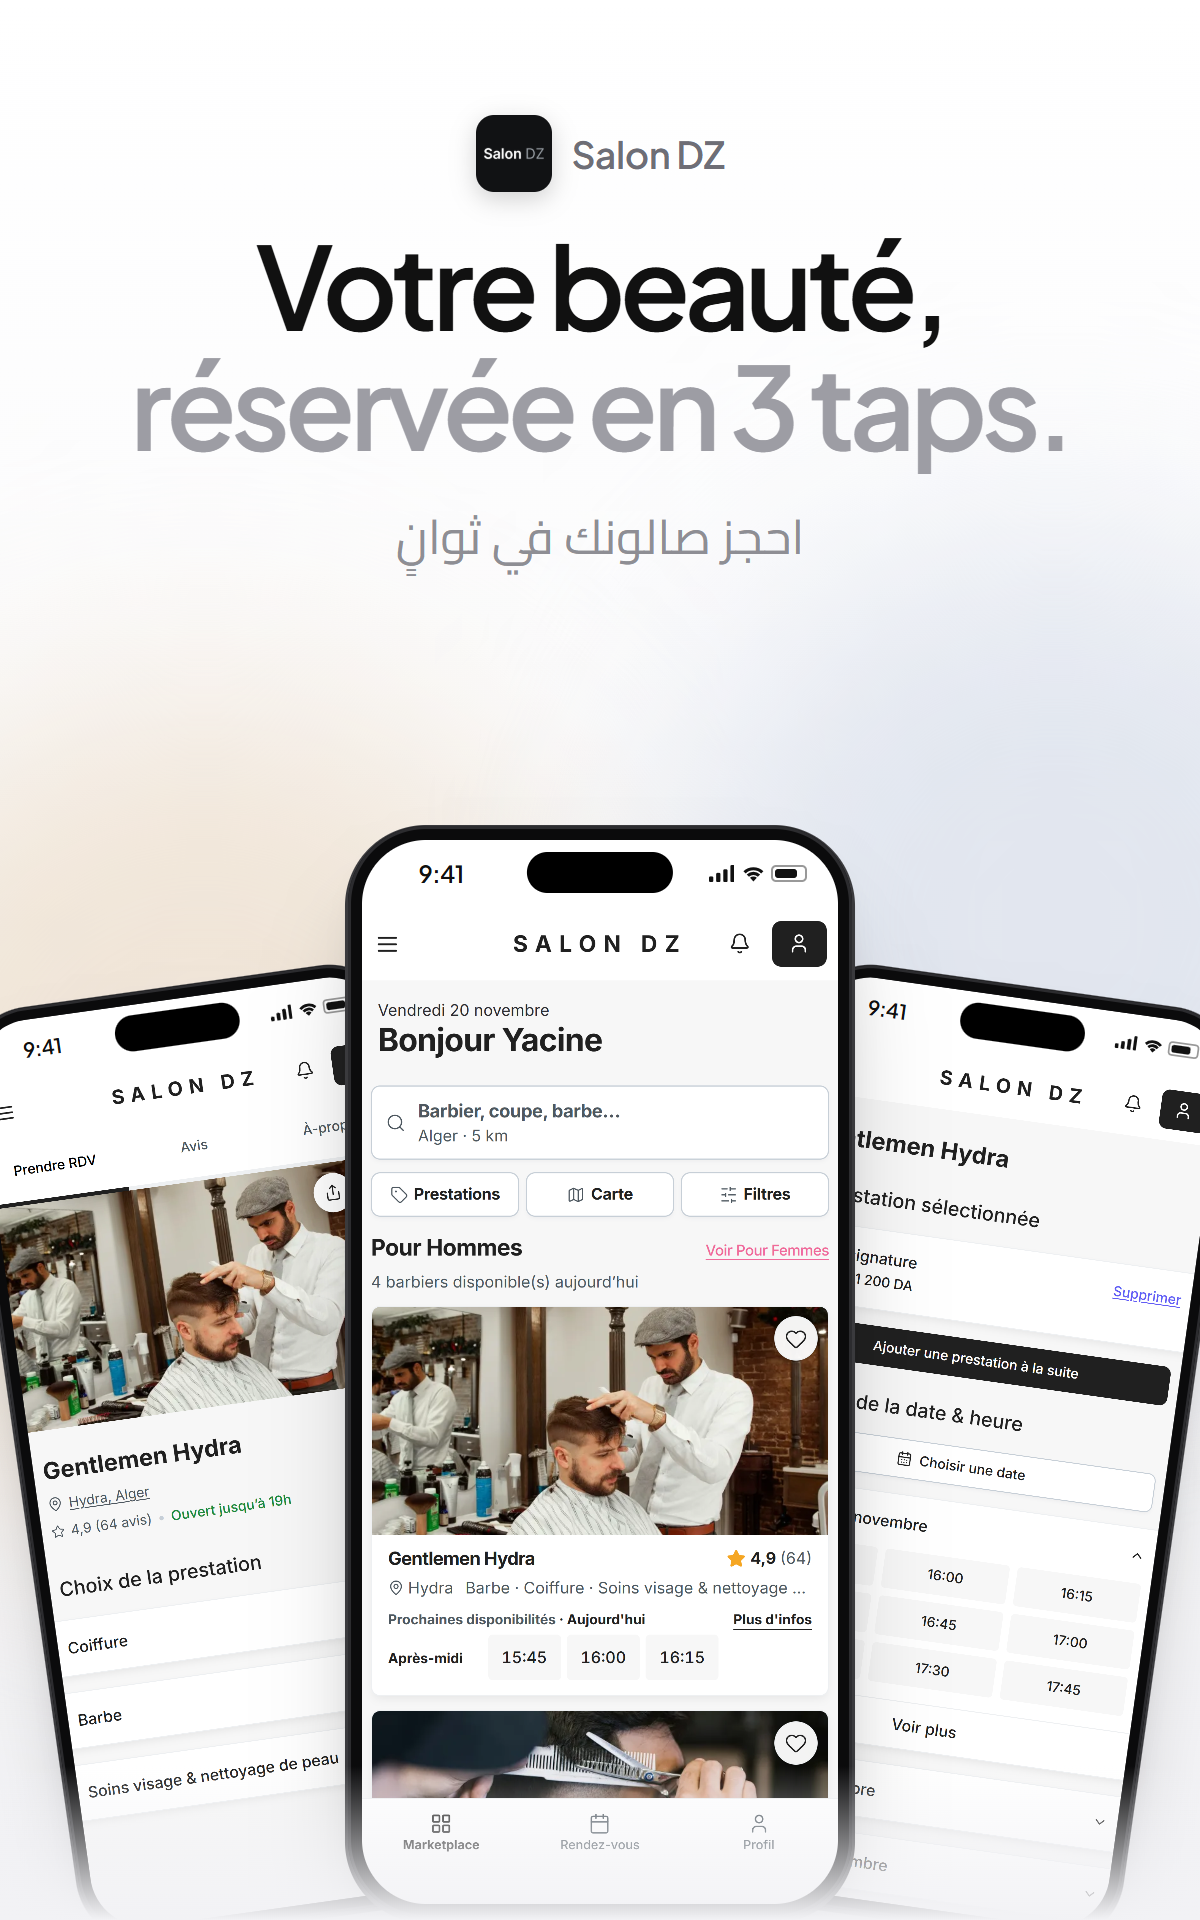 Salon DZ
Salon DZ
Votre beauté,
réservée en 3 taps.
احجز صالونك في ثوانٍ
9:41
SALON DZ
Vendredi 20 novembre
Bonjour Yacine
Barbier, coupe, barbe...
Alger · 5 km
Prestations
Carte
Filtres
Pour Hommes
Voir Pour Femmes
4 barbiers disponible(s) aujourd'hui
Gentlemen Hydra
4,9 (64)
Hydra Barbe · Coiffure · Soins visage & nettoyage ...
Prochaines disponibilités · Aujourd'hui
Plus d'infos
Après-midi
15:45
16:00
16:15
Marketplace
Rendez-vous
Profil
9:41
SALON DZ
Prendre RDV
Avis
À-prop
Gentlemen Hydra
Hydra, Alger
4,9 (64 avis) • Ouvert jusqu'à 19h
Choix de la prestation
Coiffure
Barbe
Soins visage & nettoyage de peau
9:41
SALON DZ
tlemen Hydra
station sélectionnée
ignature
1 200 DA
Supprimer
Ajouter une prestation à la suite
de la date & heure
Choisir une date
novembre
16:00
16:15
16:45
17:00
17:30
17:45
Voir plus
bre
mbre